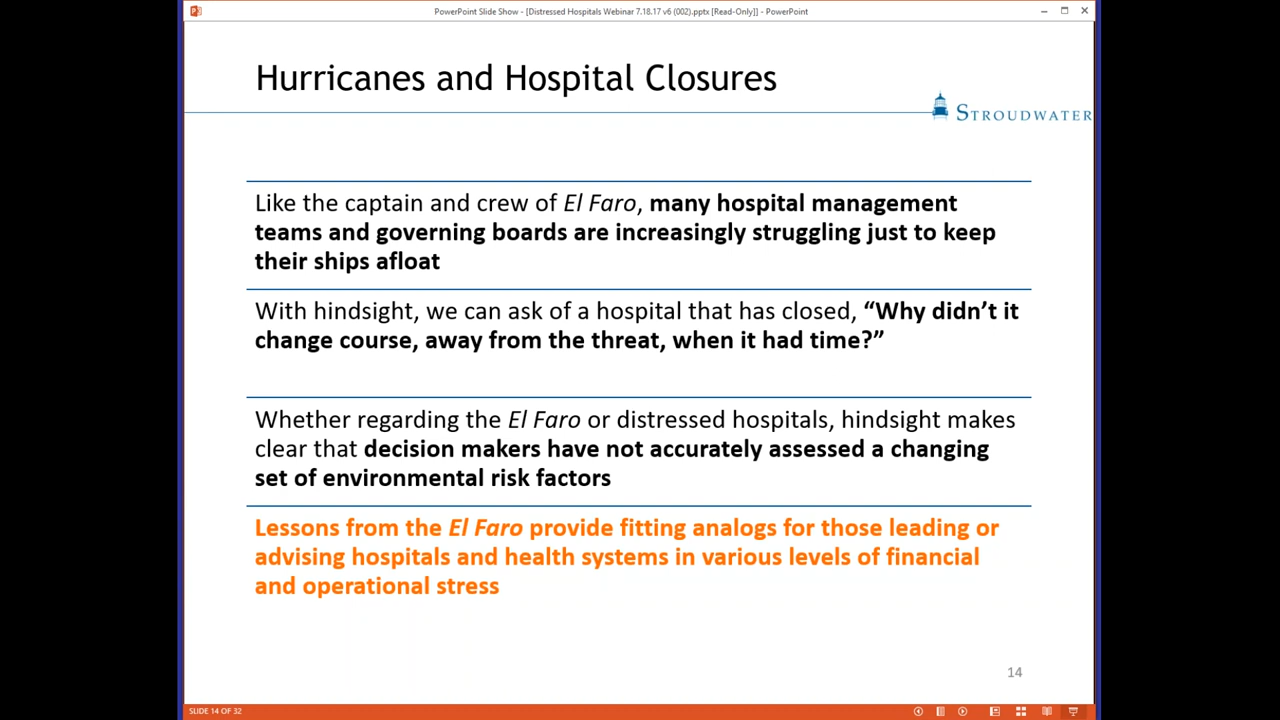 PowerPoint Slide Show - [Distressed Hospitals Webinar 7.18.17 v6 (002).pptx [Read-Only]] - PowerPoint
Hurricanes and Hospital Closures
STROUDWATER
Like the captain and crew of El Faro, many hospital management
teams and governing boards are increasingly struggling just to keep
their ships afloat
With hindsight, we can ask of a hospital that has closed, “Why didn’t it
change course, away from the threat, when it had time?”
Whether regarding the El Faro or distressed hospitals, hindsight makes
clear that decision makers have not accurately assessed a changing
set of environmental risk factors
Lessons from the El Faro provide fitting analogs for those leading or
advising hospitals and health systems in various levels of financial
and operational stress
14
SLIDE 14 OF 32